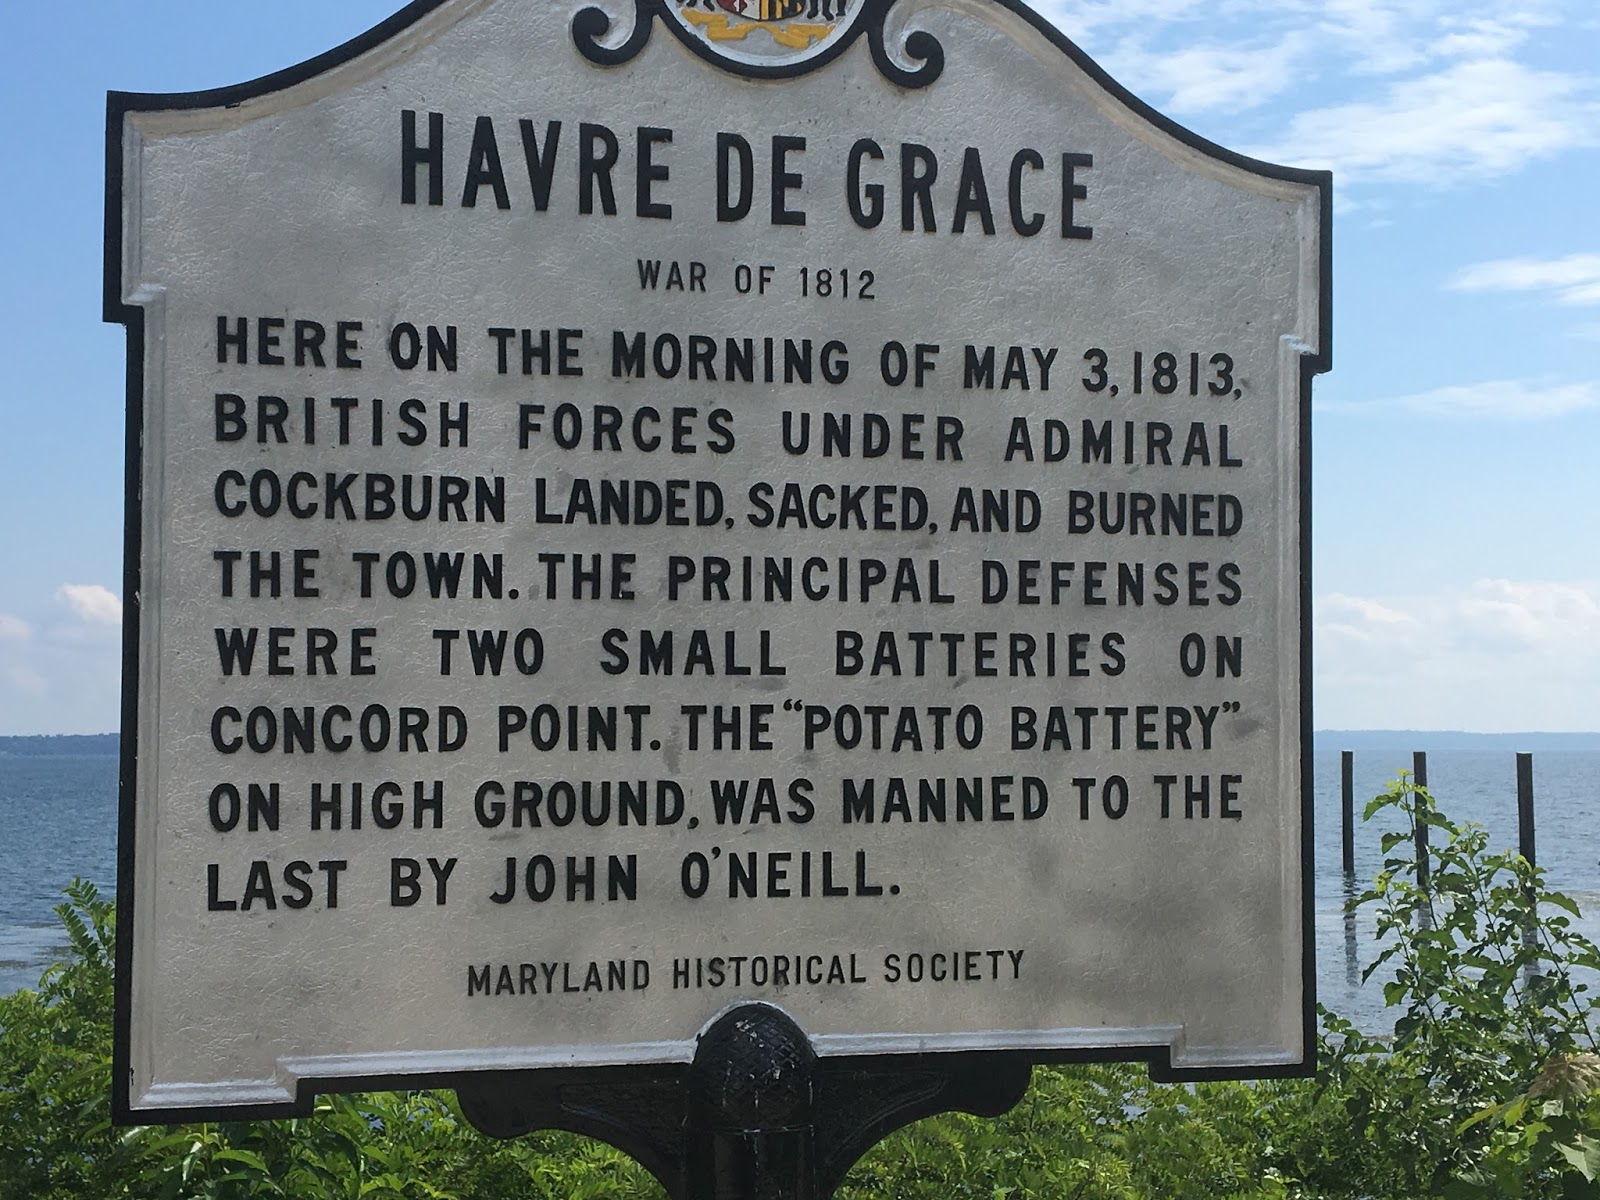 HAVRE DE GRACE
WAR OF 1812
HERE ON THE MORNING OF MAY 3, 1813,
BRITISH FORCES UNDER ADMIRAL
COCKBURN LANDED, SACKED, AND BURNED
THE TOWN. THE PRINCIPAL DEFENSES
WERE TWO SMALL BATTERIES ON
CONCORD POINT. THE "POTATO BATTERY"
ON HIGH GROUND, WAS MANNED TO THE
LAST BY JOHN O'NEILL.
MARYLAND HISTORICAL SOCIETY